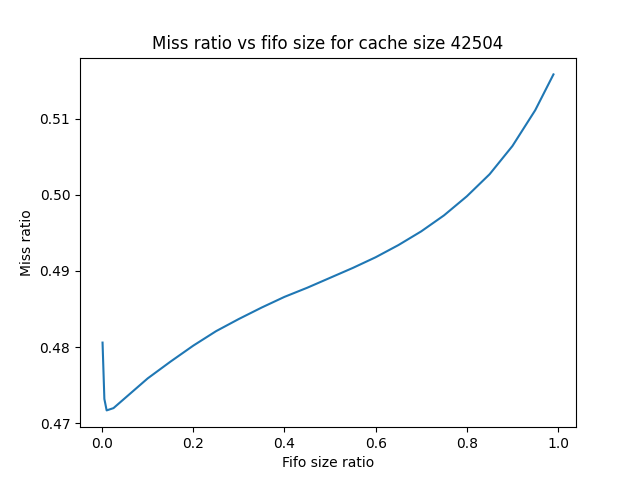 Miss ratio vs fifo size for cache size 42504
0.51
0.50
0.49
0.48
0.47
Miss ratio
0.0 0.2 0.4 0.6 0.8 1.0
Fifo size ratio